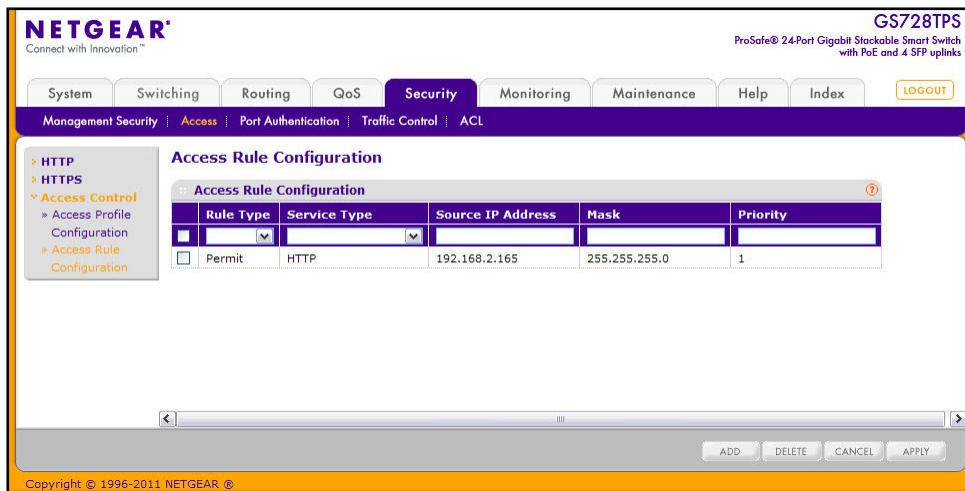 NETGEAR®
Connect with Innovation™
GS728TPS
ProSafe® 24-Port Gigabit Stackable Smart Switch
with PoE and 4 SFP uplinks
System Switching Routing QoS Security Monitoring Maintenance Help Index LOGOUT
Management Security | Access | Port Authentication | Traffic Control | ACL
HTTP
HTTPS
Access Control
» Access Profile
Configuration
» Access Rule
Configuration
Access Rule Configuration
Access Rule Configuration ?
Rule Type Service Type Source IP Address Mask Priority
Permit HTTP 192.168.2.165 255.255.255.0 1
ADD DELETE CANCEL APPLY
Copyright © 1996-2011 NETGEAR ®